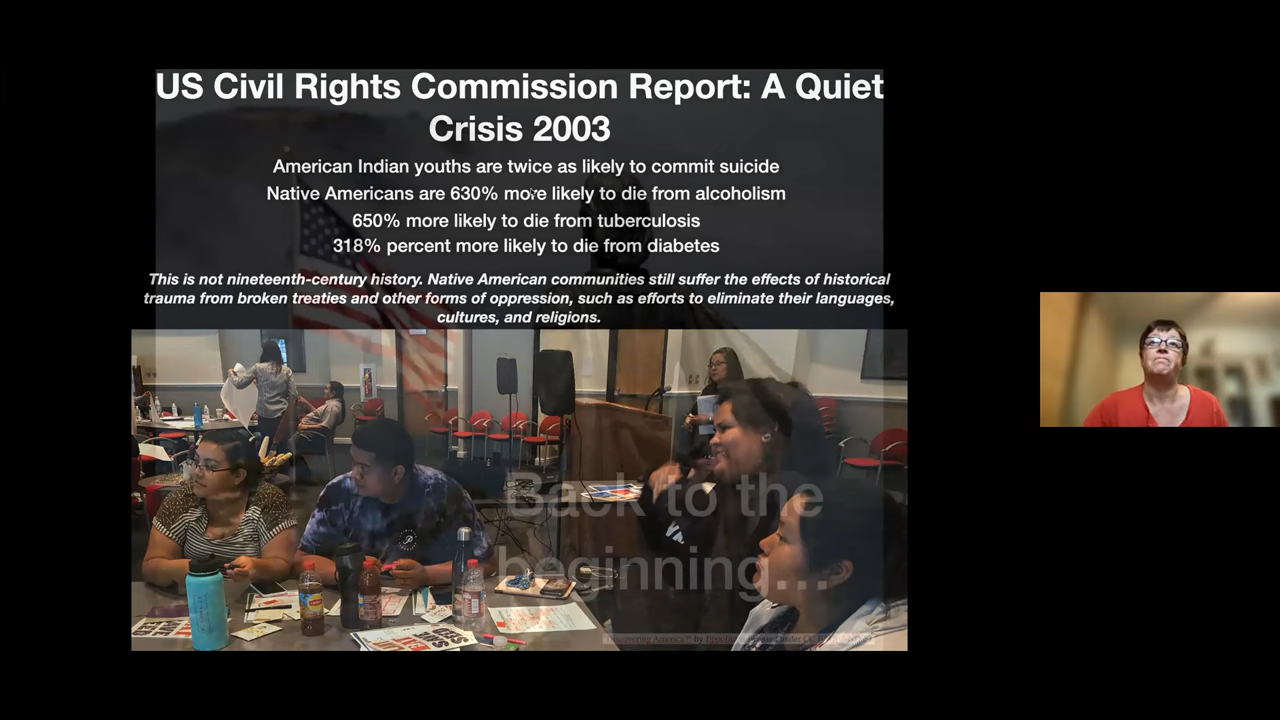 US Civil Rights Commission Report: A Quiet
Crisis 2003
American Indian youths are twice as likely to commit suicide
Native Americans are 630% more likely to die from alcoholism
650% more likely to die from tuberculosis
318% percent more likely to die from diabetes
This is not nineteenth-century history. Native American communities still suffer the effects of historical
trauma from broken treaties and other forms of oppression, such as efforts to eliminate their languages,
cultures, and religions.
Back to the
beginning...
"Discovering America?" by